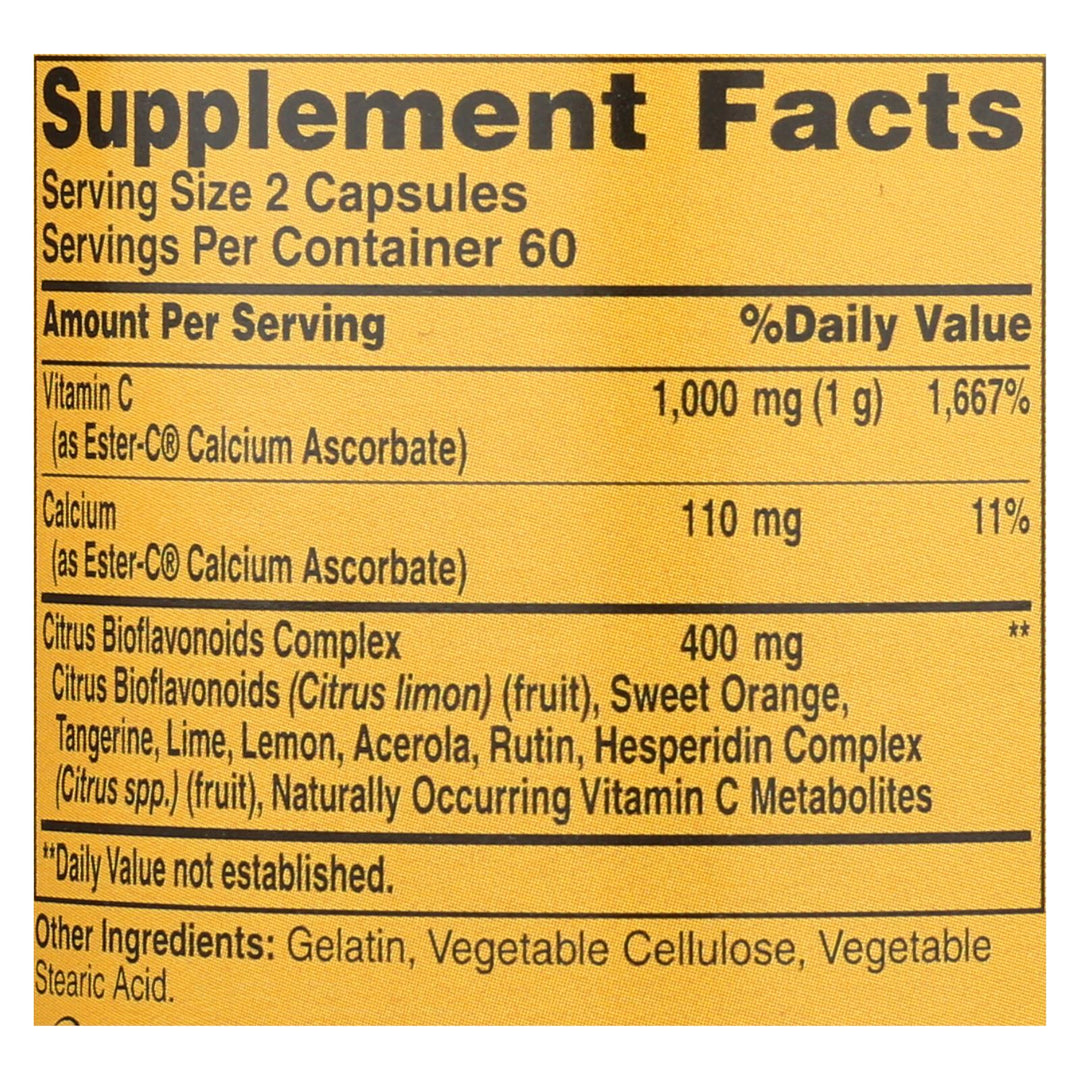 Supplement Facts
Serving Size 2 Capsules
Servings Per Container 60
Amount Per Serving %Daily Value
Vitamin C 1,000 mg (1 g) 1,667%
(as Ester-C® Calcium Ascorbate)
Calcium 110 mg 11%
(as Ester-C® Calcium Ascorbate)
Citrus Bioflavonoids Complex 400 mg **
Citrus Bioflavonoids (Citrus limon) (fruit), Sweet Orange,
Tangerine, Lime, Lemon, Acerola, Rutin, Hesperidin Complex
(Citrus spp.) (fruit), Naturally Occurring Vitamin C Metabolites
**Daily Value not established.
Other Ingredients: Gelatin, Vegetable Cellulose, Vegetable
Stearic Acid.